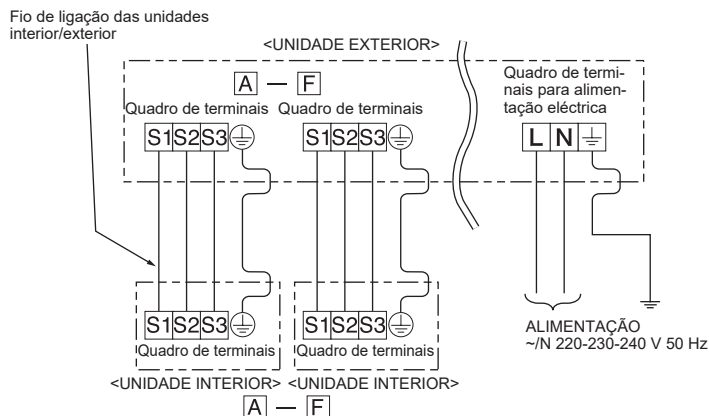 Fio de ligação das unidades
interior/exterior
<UNIDADE EXTERIOR>
A — F
Quadro de terminais
Quadro de terminais
Quadro de termi-
nais para alimen-
tação eléctrica
S1 S2 S3
S1 S2 S3
L N
S1 S2 S3
S1 S2 S3
Quadro de terminais
Quadro de terminais
ALIMENTAÇÃO
~/N 220-230-240 V 50 Hz
<UNIDADE INTERIOR>
<UNIDADE INTERIOR>
A — F